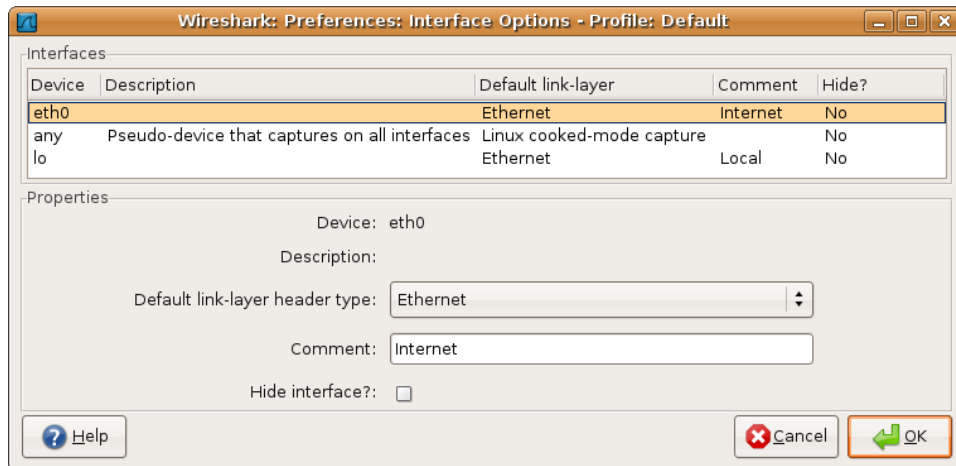 Wireshark: Preferences: Interface Options - Profile: Default
Interfaces
Device Description Default link-layer Comment Hide?
eth0 Ethernet Internet No
any Pseudo-device that captures on all interfaces Linux cooked-mode capture No
lo Ethernet Local No
Properties
Device: eth0
Description:
Default link-layer header type: Ethernet
Comment: Internet
Hide interface?:
Help Cancel OK